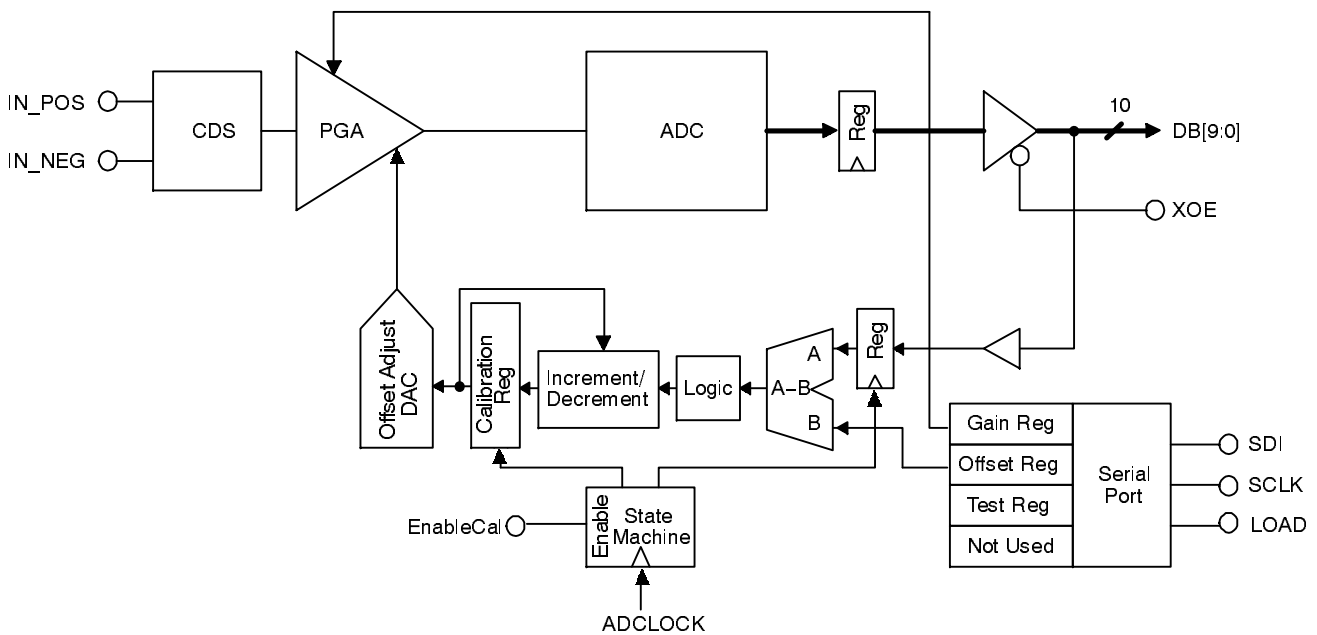 IN_POS
IN_NEG
CDS
PGA
ADC
Reg
10
DB[9:0]
XOE
Offset Adjust
DAC
Calibration
Reg
Increment/
Decrement
Logic
A
A–B
B
Reg
Gain Reg
Offset Reg
Test Reg
Not Used
Serial
Port
SDI
SCLK
LOAD
EnableCal
Enable
State
Machine
ADCLOCK